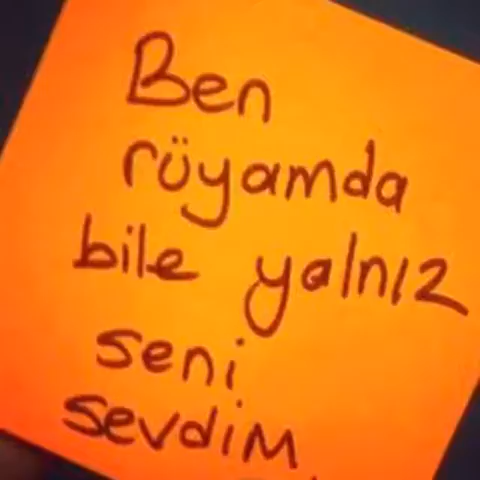 Ben
rüyamda
bile yalnız
seni
sevdim.